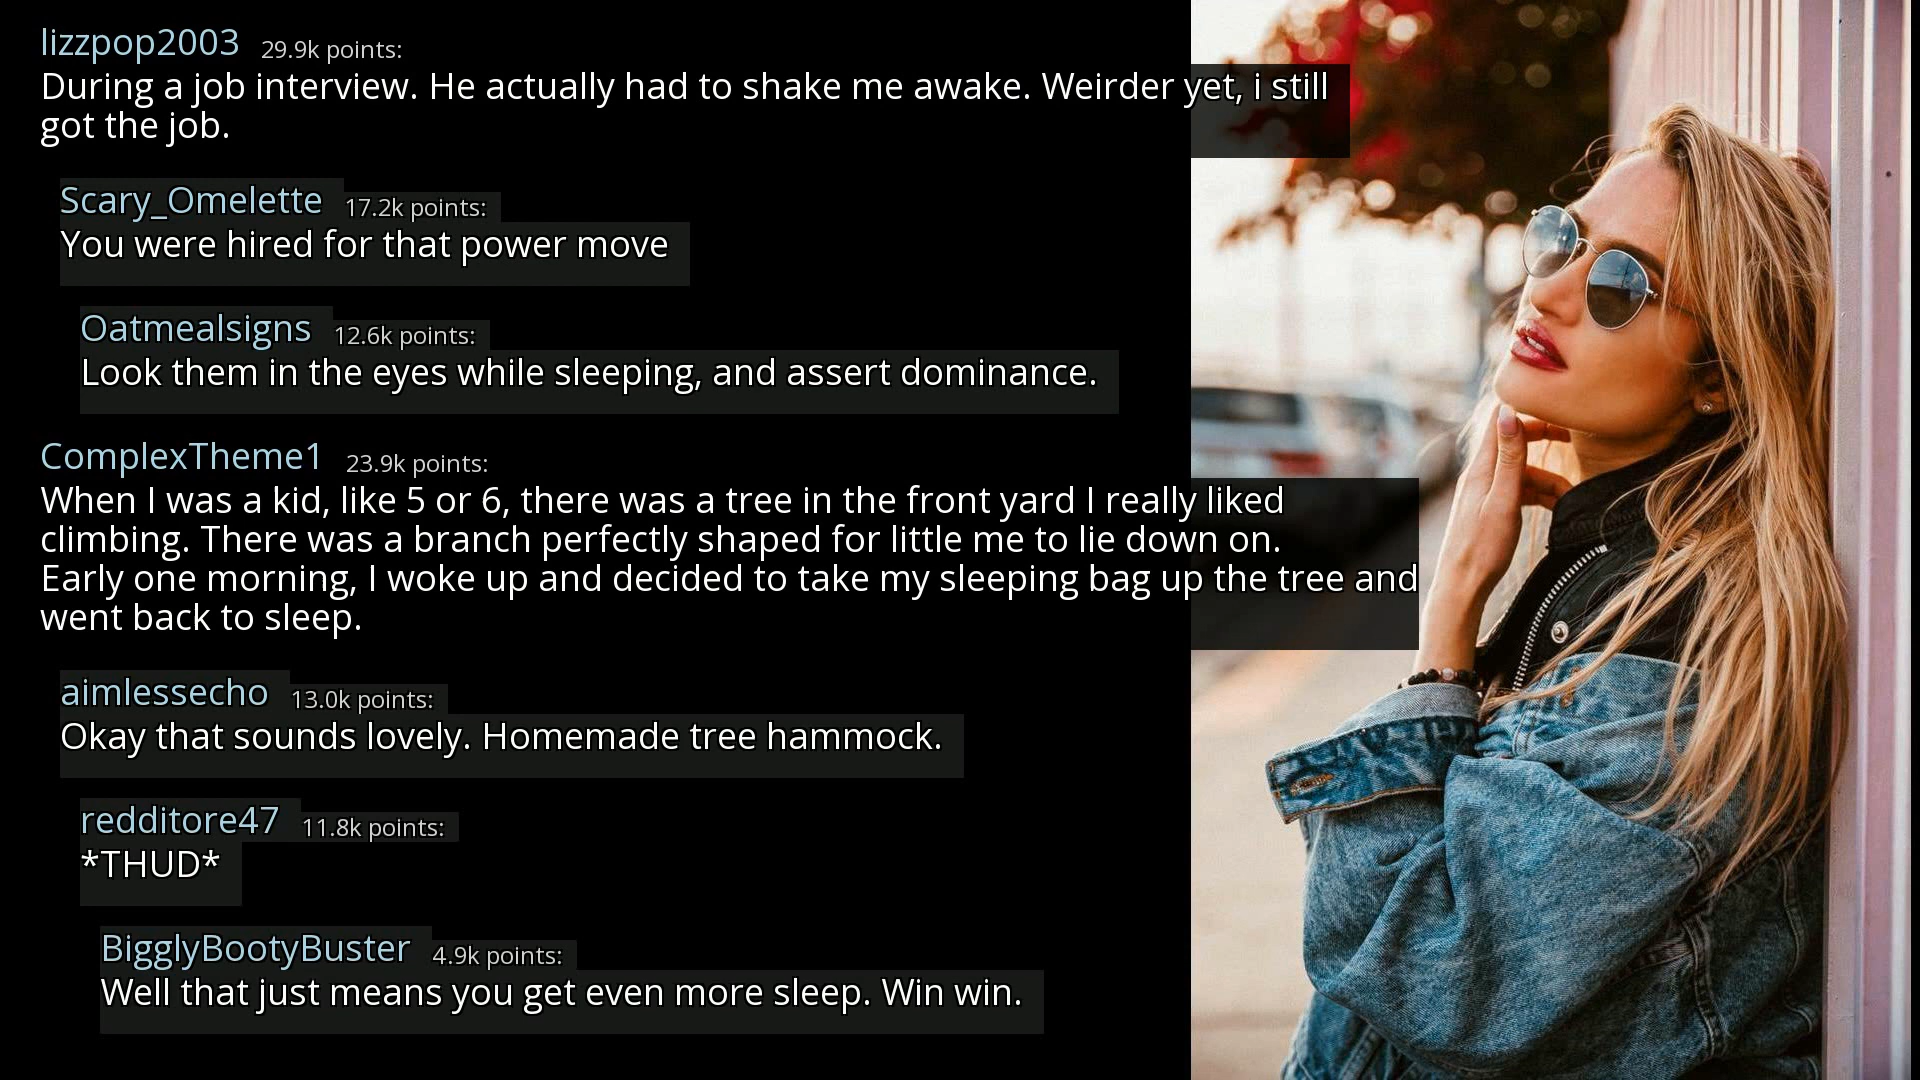 lizzpop2003 29.9k points:
During a job interview. He actually had to shake me awake. Weirder yet, i still
got the job.
Scary_Omelette 17.2k points:
You were hired for that power move
Oatmealsigns 12.6k points:
Look them in the eyes while sleeping, and assert dominance.
ComplexTheme1 23.9k points:
When I was a kid, like 5 or 6, there was a tree in the front yard I really liked
climbing. There was a branch perfectly shaped for little me to lie down on.
Early one morning, I woke up and decided to take my sleeping bag up the tree and
went back to sleep.
aimlessecho 13.0k points:
Okay that sounds lovely. Homemade tree hammock.
redditore47 11.8k points:
*THUD*
BigglyBootyBuster 4.9k points:
Well that just means you get even more sleep. Win win.